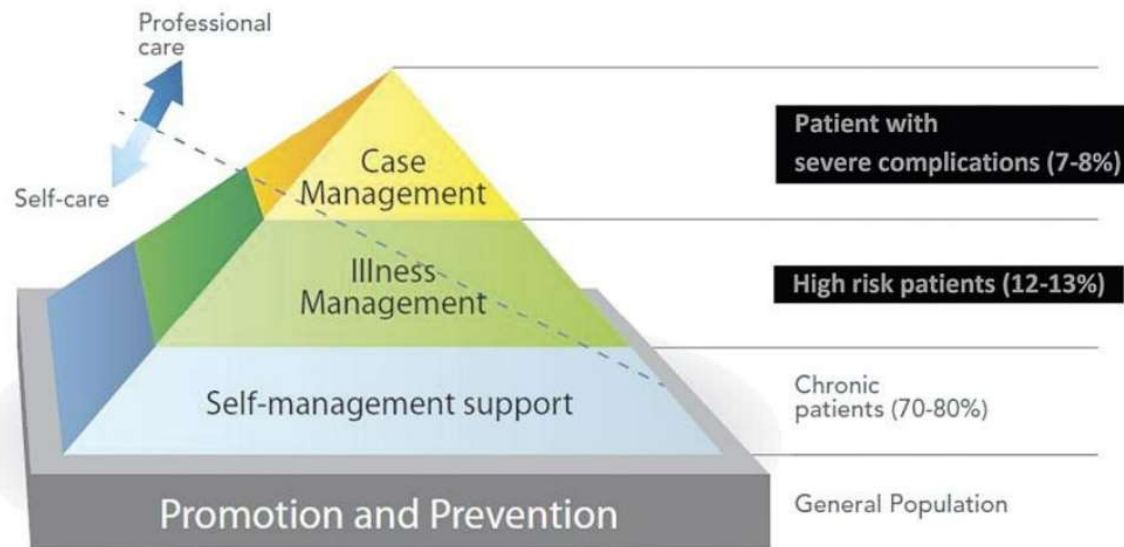 Professional
care
Self-care
Case
Management
Patient with
severe complications (7-8%)
Illness
Management
High risk patients (12-13%)
Self-management support
Chronic
patients (70-80%)
Promotion and Prevention
General Population